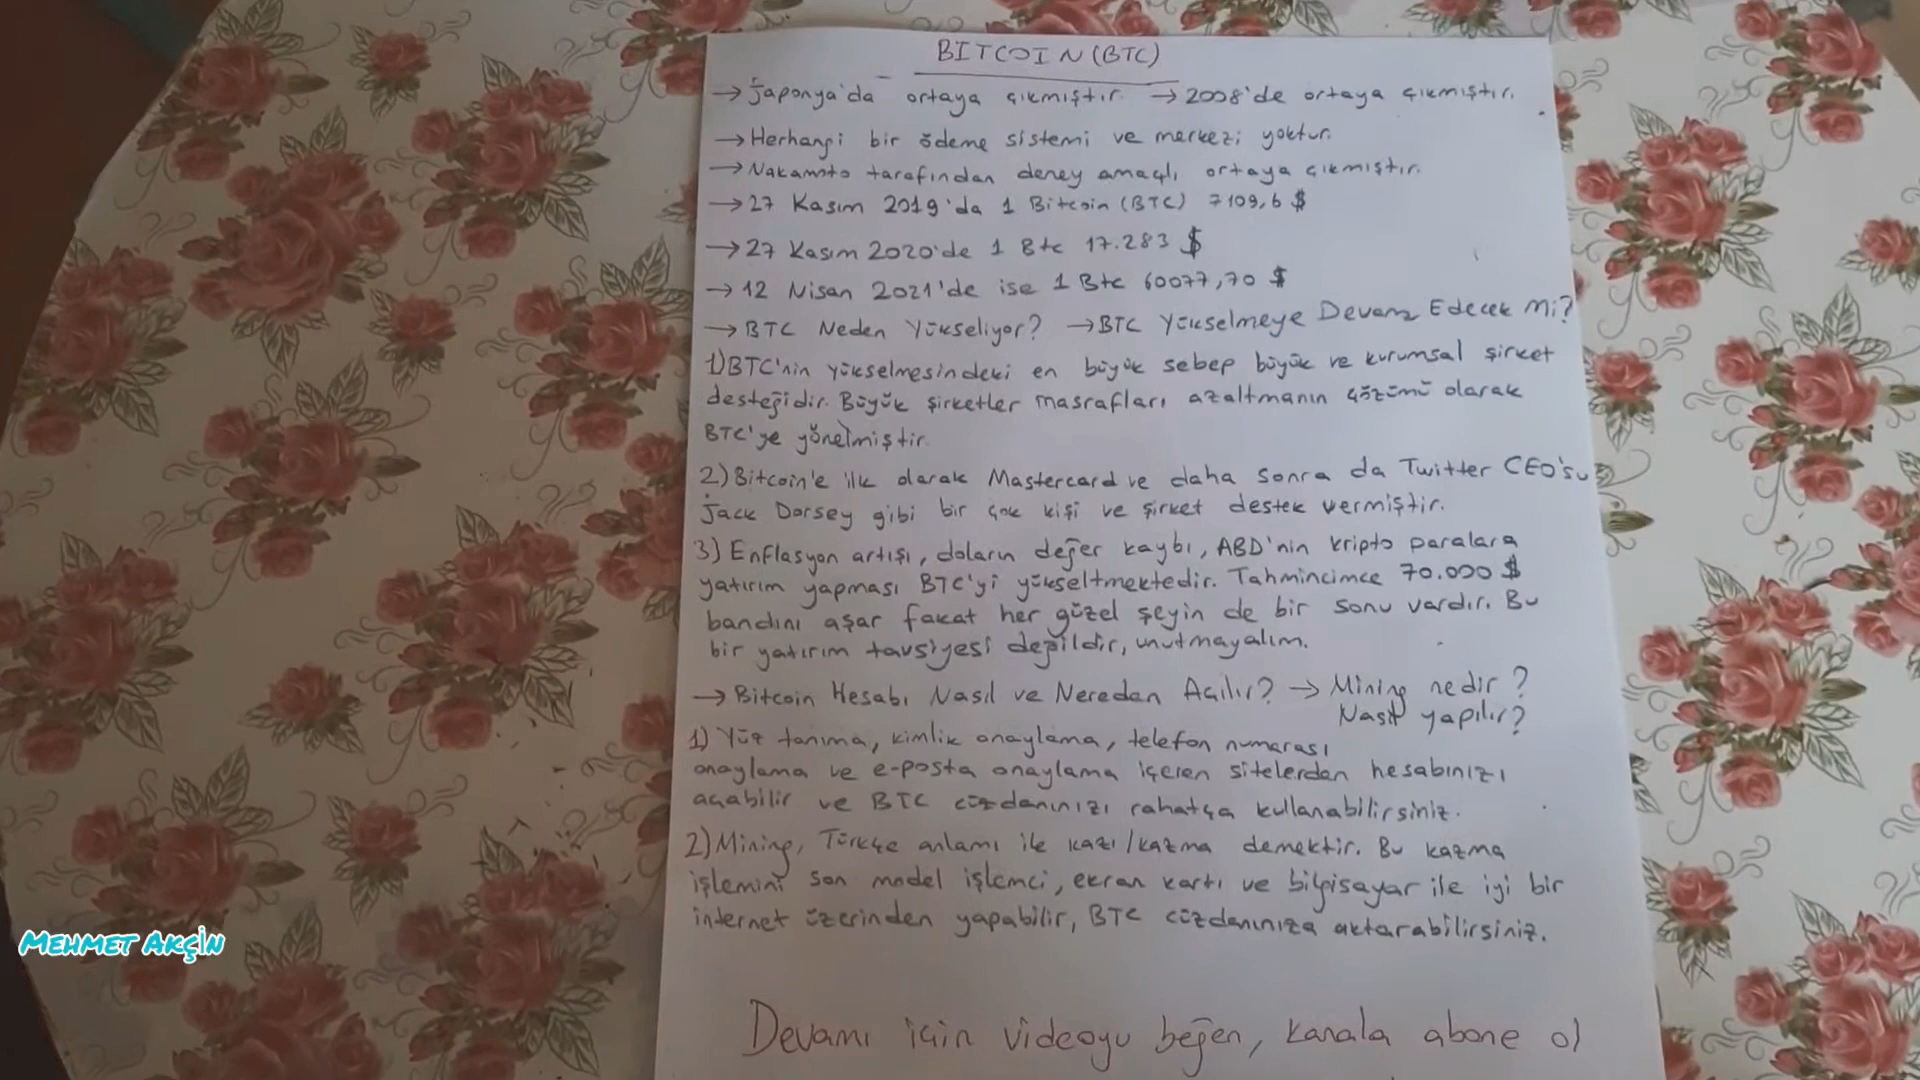 BITCOIN (BTC)
→ Japonya'da ortaya çıkmıştır. → 2008'de ortaya çıkmıştır.
→ Herhangi bir ödeme sistemi ve merkezi yoktur.
→ Nakamoto tarafından deney amaçlı ortaya çıkmıştır.
→ 27 Kasım 2019'da 1 Bitcoin (BTC) 7109,6 $
→ 27 Kasım 2020'de 1 Btc 17.283 $
→ 12 Nisan 2021'de ise 1 Btc 60077,70 $
→ BTC Neden Yükseliyor? → BTC Yükselmeye Devam Edecek Mi?
1) BTC'nin yükselmesindeki en büyük sebep büyük ve kurumsal şirket
desteğidir. Büyük şirketler masrafları azaltmanın çözümü olarak
BTC'ye yönelmiştir.
2) Bitcoin'e ilk olarak Mastercard ve daha sonra da Twitter CEO'su
Jack Dorsey gibi bir çok kişi ve şirket destek vermiştir.
3) Enflasyon artışı, doların değer kaybı, ABD'nin kripto paralara
yatırım yapması BTC'yi yükseltmektedir. Tahmincimce 70.000 $
bandını aşar fakat her güzel şeyin de bir sonu vardır. Bu
bir yatırım tavsiyesi değildir, unutmayalım.
→ Bitcoin Hesabı Nasıl ve Nereden Açılır? → Mining nedir?
Nasıl yapılır?
1) Yüz tanıma, kimlik onaylama, telefon numarası
onaylama ve e-posta onaylama içeren sitelerden hesabınızı
açabilir ve BTC cüzdanınızı rahatça kullanabilirsiniz.
2) Mining, Türkçe anlamı ile kazı/kazma demektir. Bu kazma
işlemini son model işlemci, ekran kartı ve bilgisayar ile iyi bir
internet üzerinden yapabilir, BTC cüzdanınıza aktarabilirsiniz.
MEHMET AKÇİN
Devamı için videoyu beğen, kanala abone ol